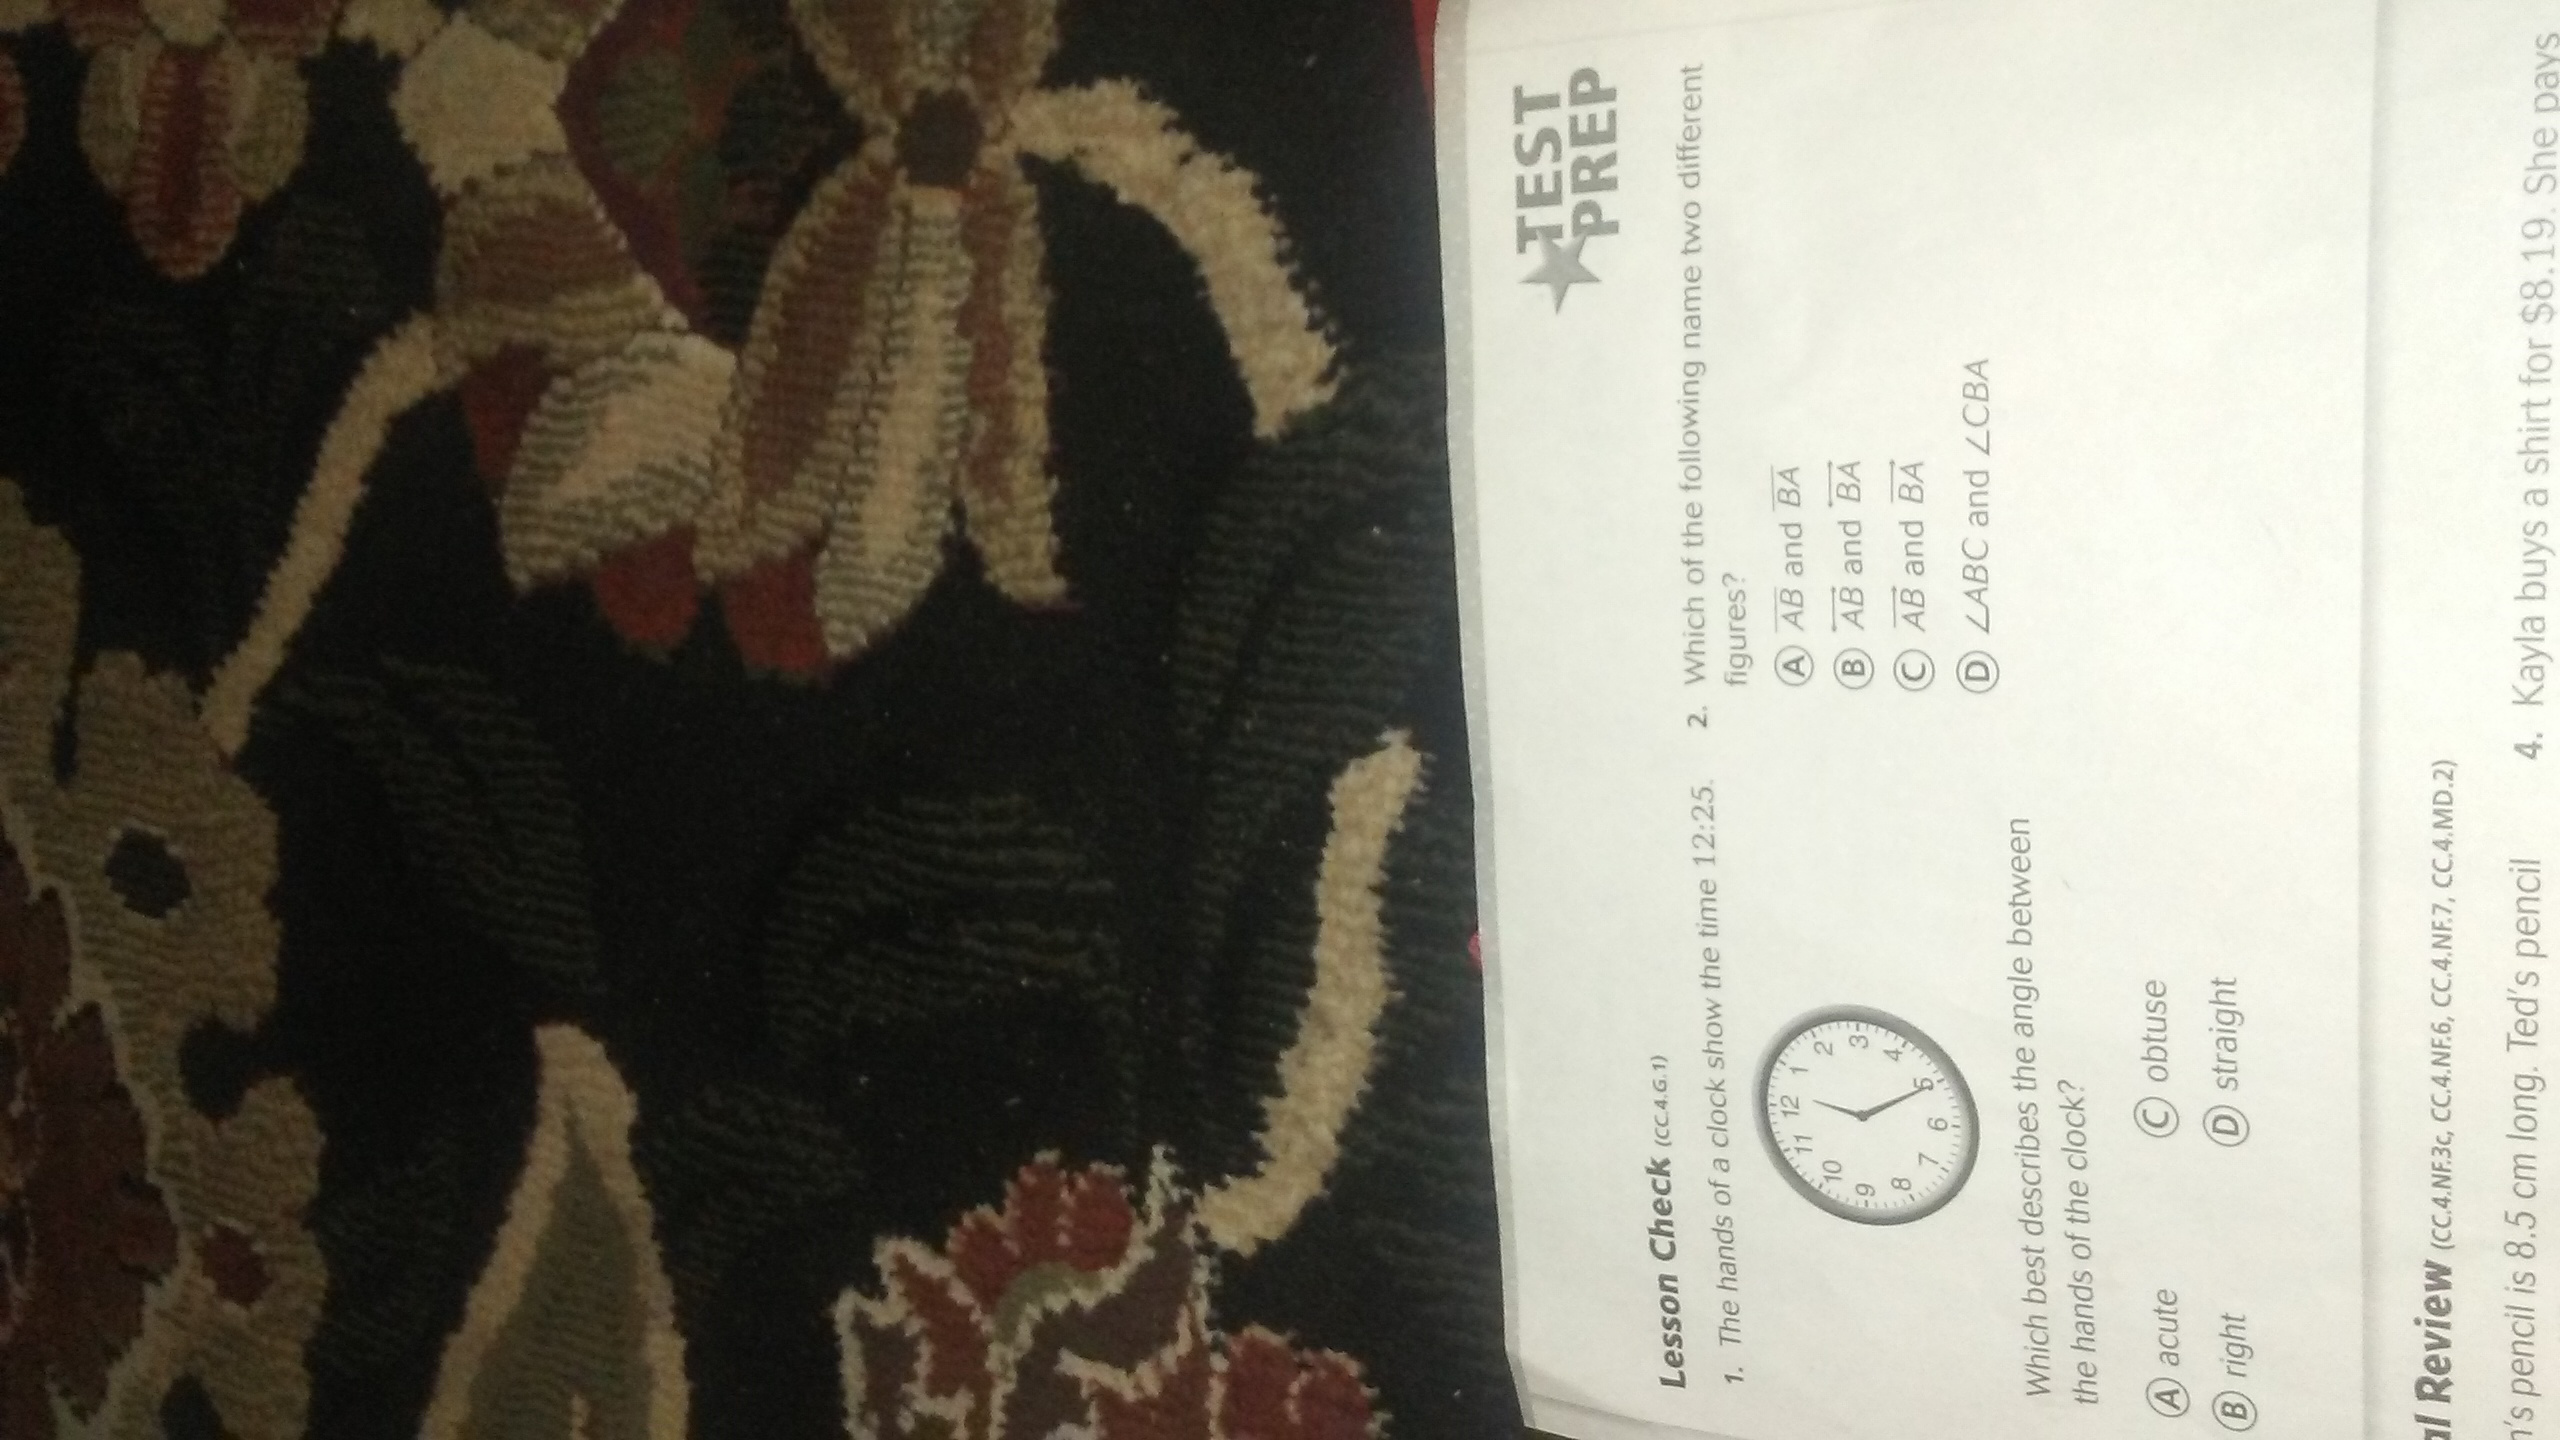 TEST
PREP
Lesson Check (CC.4.G.1)
1. The hands of a clock show the time 12:25.
11 12 1
10 2
9 3
8 4
7 6 5
Which best describes the angle between
the hands of the clock?
Ⓐ acute Ⓒ obtuse
Ⓑ right Ⓓ straight
2. Which of the following name two different
figures?
Ⓐ A̅B̅ and B̅A̅
Ⓑ AB⃡ and BA⃡
Ⓒ AB⃗ and BA⃗
Ⓓ ∠ABC and ∠CBA
Review (CC.4.NF.3c, CC.4.NF.6, CC.4.NF.7, CC.4.MD.2)
pencil is 8.5 cm long. Ted's pencil
4. Kayla buys a shirt for $8.19. She pays